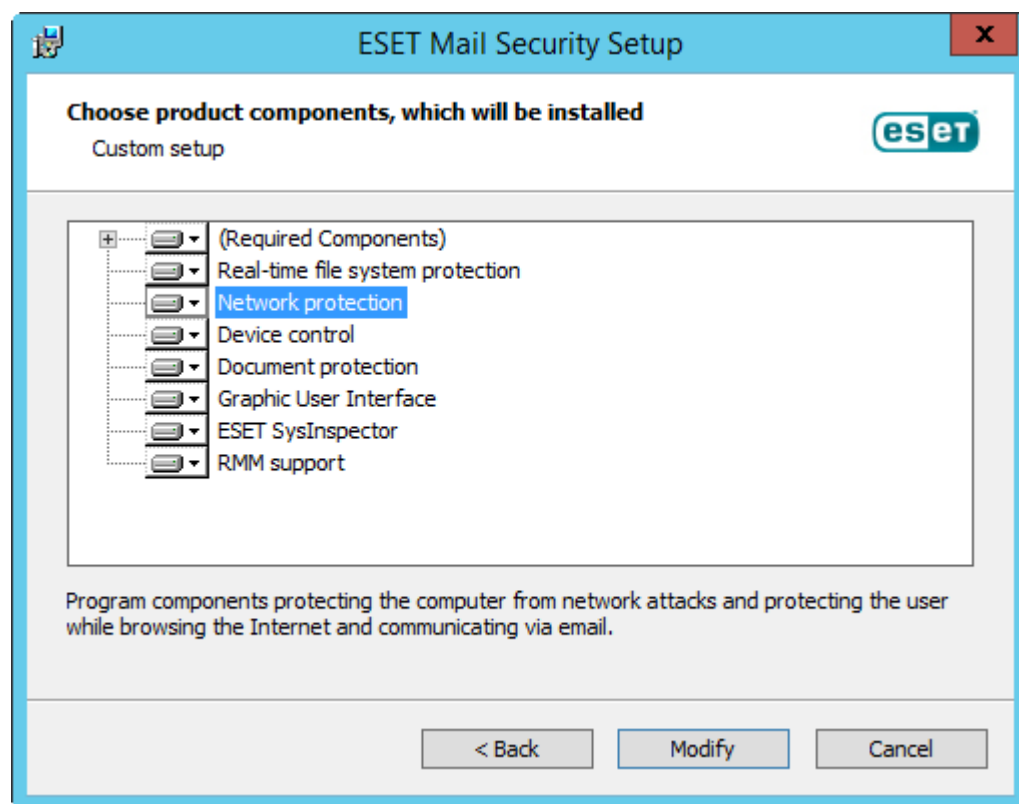 ESET Mail Security Setup
x
Choose product components, which will be installed
Custom setup
eset
(Required Components)
Real-time file system protection
Network protection
Device control
Document protection
Graphic User Interface
ESET SysInspector
RMM support
Program components protecting the computer from network attacks and protecting the user
while browsing the Internet and communicating via email.
< Back
Modify
Cancel